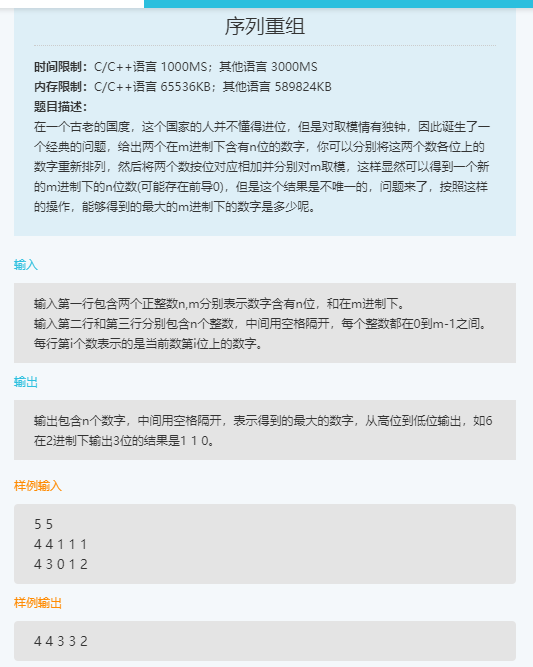 序列重组
时间限制：C/C++语言 1000MS；其他语言 3000MS
内存限制：C/C++语言 65536KB；其他语言 589824KB
题目描述：
在一个古老的国度，这个国家的人并不懂得进位，但是对取模情有独钟，因此诞生了一
个经典的问题，给出两个在m进制下含有n位的数字，你可以分别将这两个数各位上的
数字重新排列，然后将两个数按位对应相加并分别对m取模，这样显然可以得到一个新
的m进制下的n位数(可能存在前导0)，但是这个结果是不唯一的，问题来了，按照这样
的操作，能够得到的最大的m进制下的数字是多少呢。
输入
输入第一行包含两个正整数n,m分别表示数字含有n位，和在m进制下。
输入第二行和第三行分别包含n个整数，中间用空格隔开，每个整数都在0到m-1之间。
每行第i个数表示的是当前数第i位上的数字。
输出
输出包含n个数字，中间用空格隔开，表示得到的最大的数字，从高位到低位输出，如6
在2进制下输出3位的结果是1 1 0。
样例输入
5 5
4 4 1 1 1
4 3 0 1 2
样例输出
4 4 3 3 2